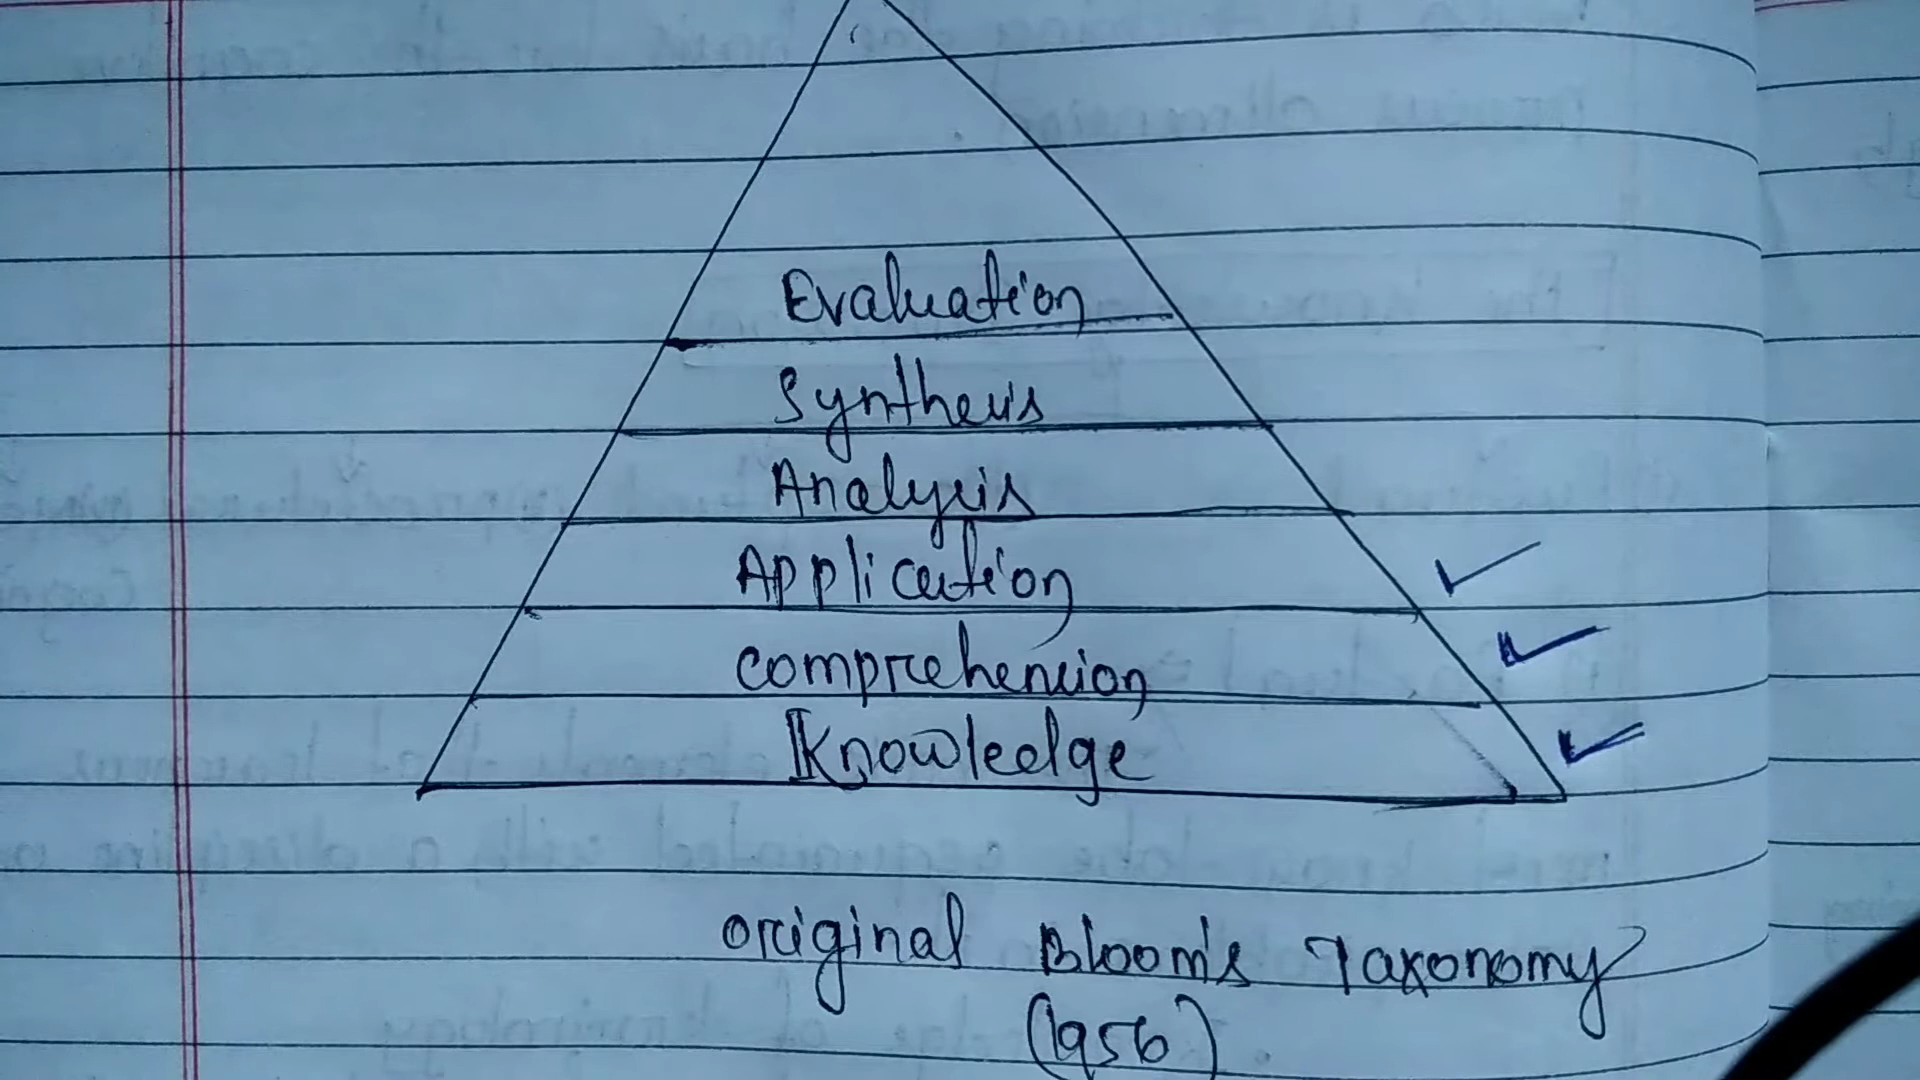 Evaluation
Synthesis
Analysis
Application
comprehension
Knowledge
original Bloom's Taxonomy
(1956)